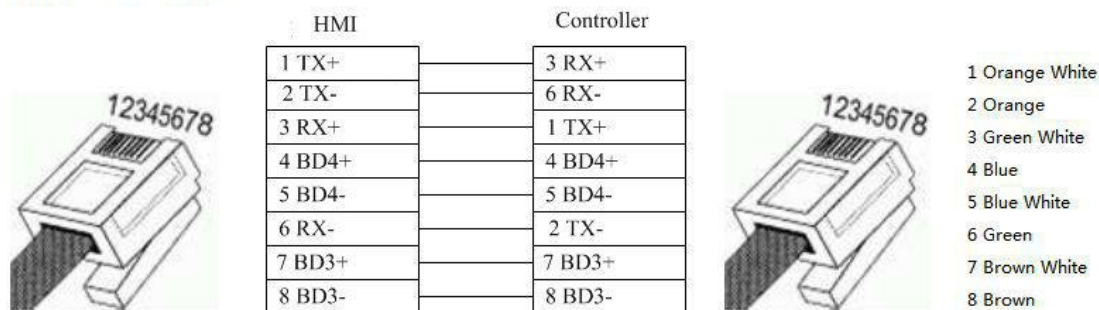 HMI
Controller
1 TX+
3 RX+
2 TX-
6 RX-
3 RX+
1 TX+
4 BD4+
4 BD4+
5 BD4-
5 BD4-
6 RX-
2 TX-
7 BD3+
7 BD3+
8 BD3-
8 BD3-
12345678
12345678
1 Orange White
2 Orange
3 Green White
4 Blue
5 Blue White
6 Green
7 Brown White
8 Brown